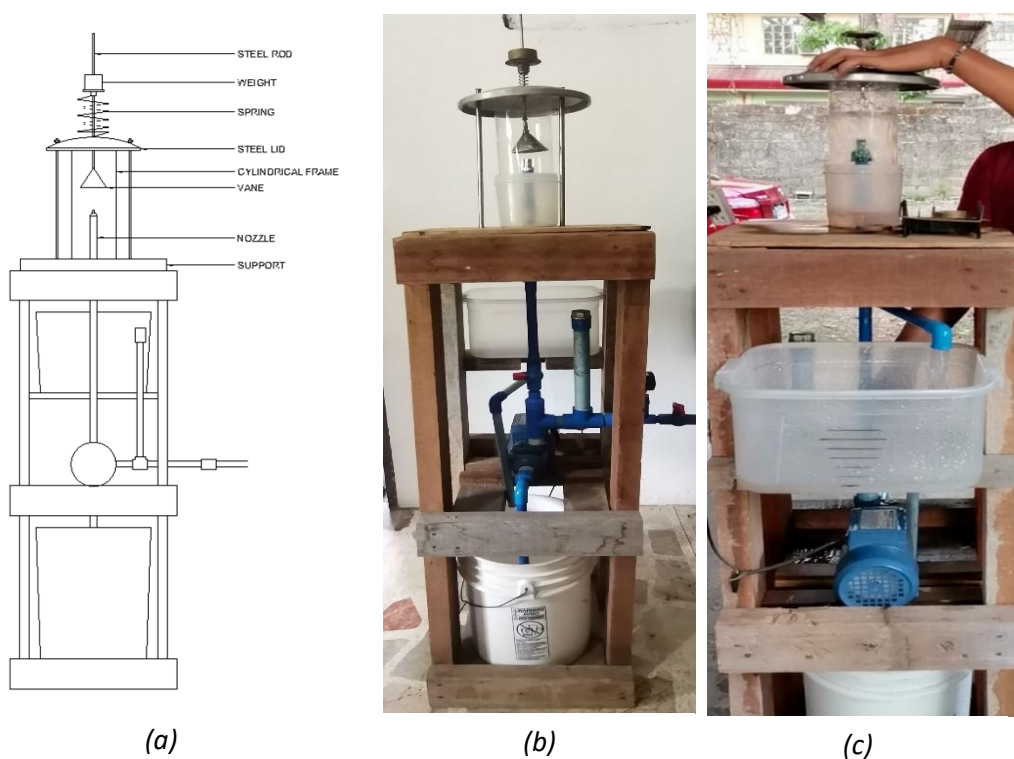 STEEL ROD
WEIGHT
SPRING
STEEL LID
CYLINDRICAL FRAME
VANE
NOZZLE
SUPPORT
(a)
(b)
(c)